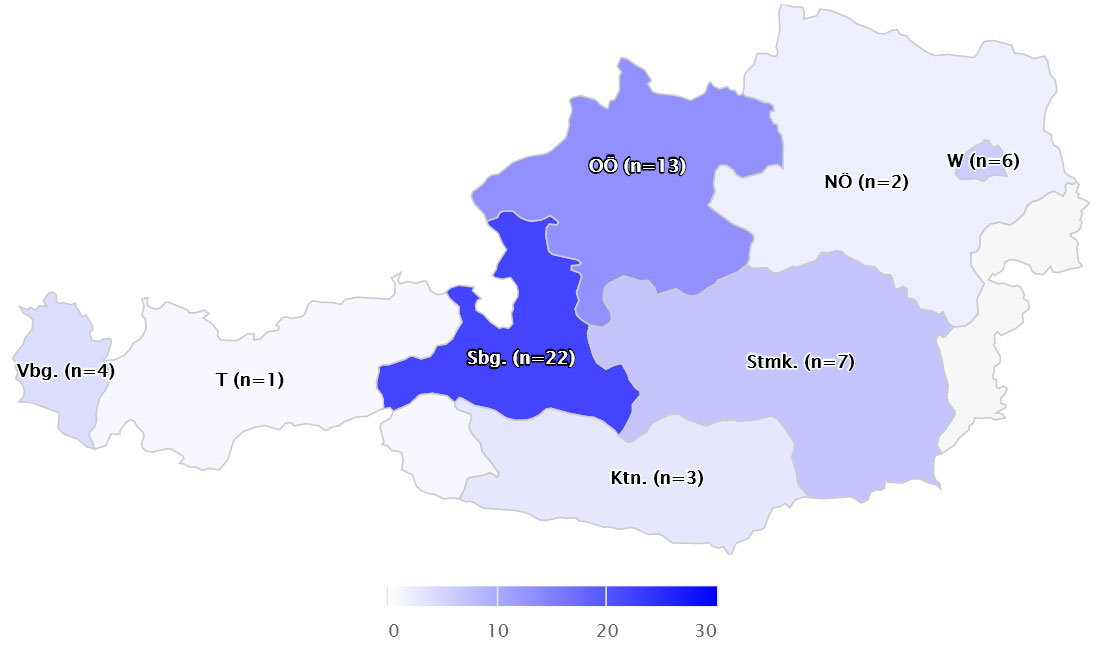 W (n=6)
OÖ (n=13)
NÖ (n=2)
Sbg. (n=22)
Stmk. (n=7)
Vbg. (n=4)
T (n=1)
Ktn. (n=3)
0 10 20 30